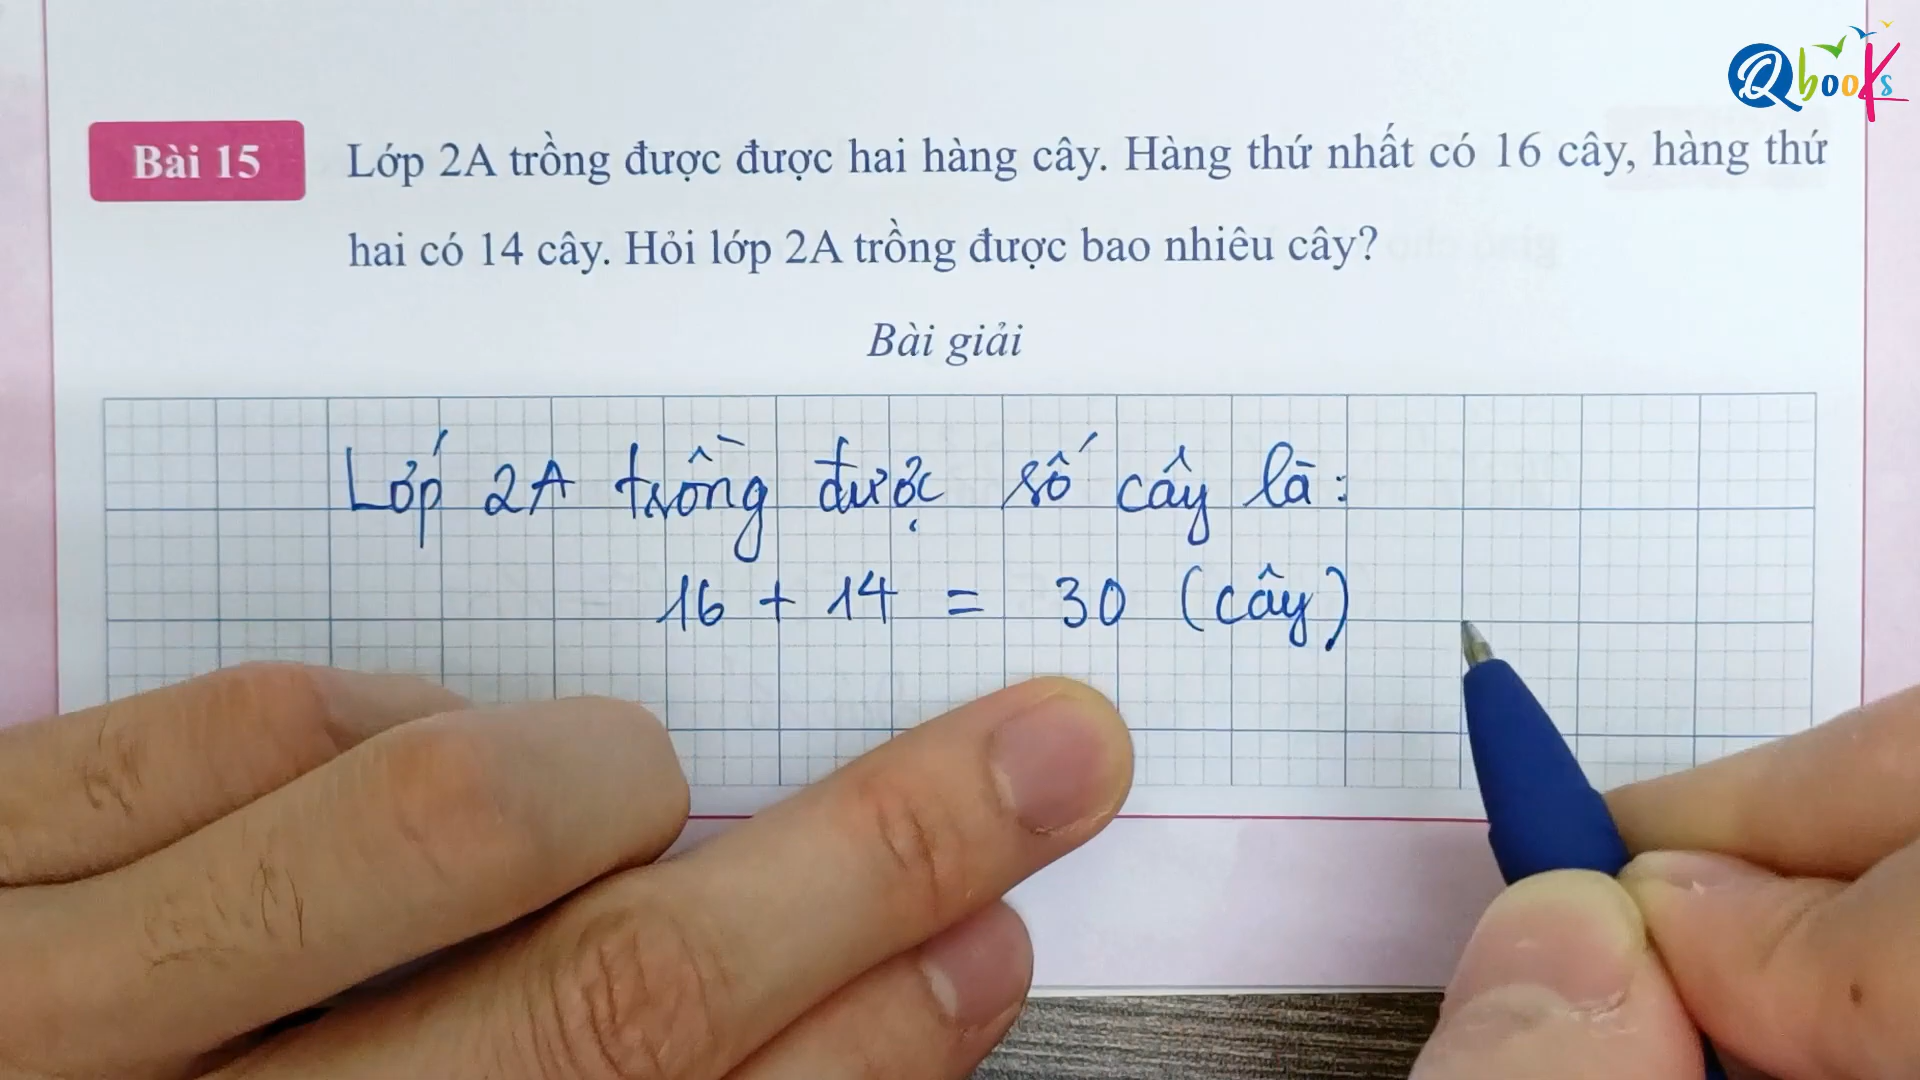 Qbooks
Bài 15
Lớp 2A trồng được được hai hàng cây. Hàng thứ nhất có 16 cây, hàng thứ
hai có 14 cây. Hỏi lớp 2A trồng được bao nhiêu cây?
Bài giải
Lớp 2A trồng được số cây là:
16 + 14 = 30 (cây)